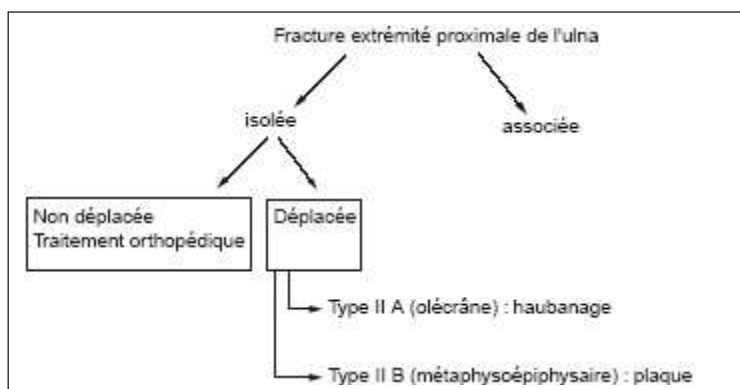 Fracture extrémité proximale de l'ulna
isolée
associée
Non déplacée
Traitement orthopédique
Déplacée
Type II A (olécrâne) : haubanage
Type II B (métaphysoépiphysaire) : plaque